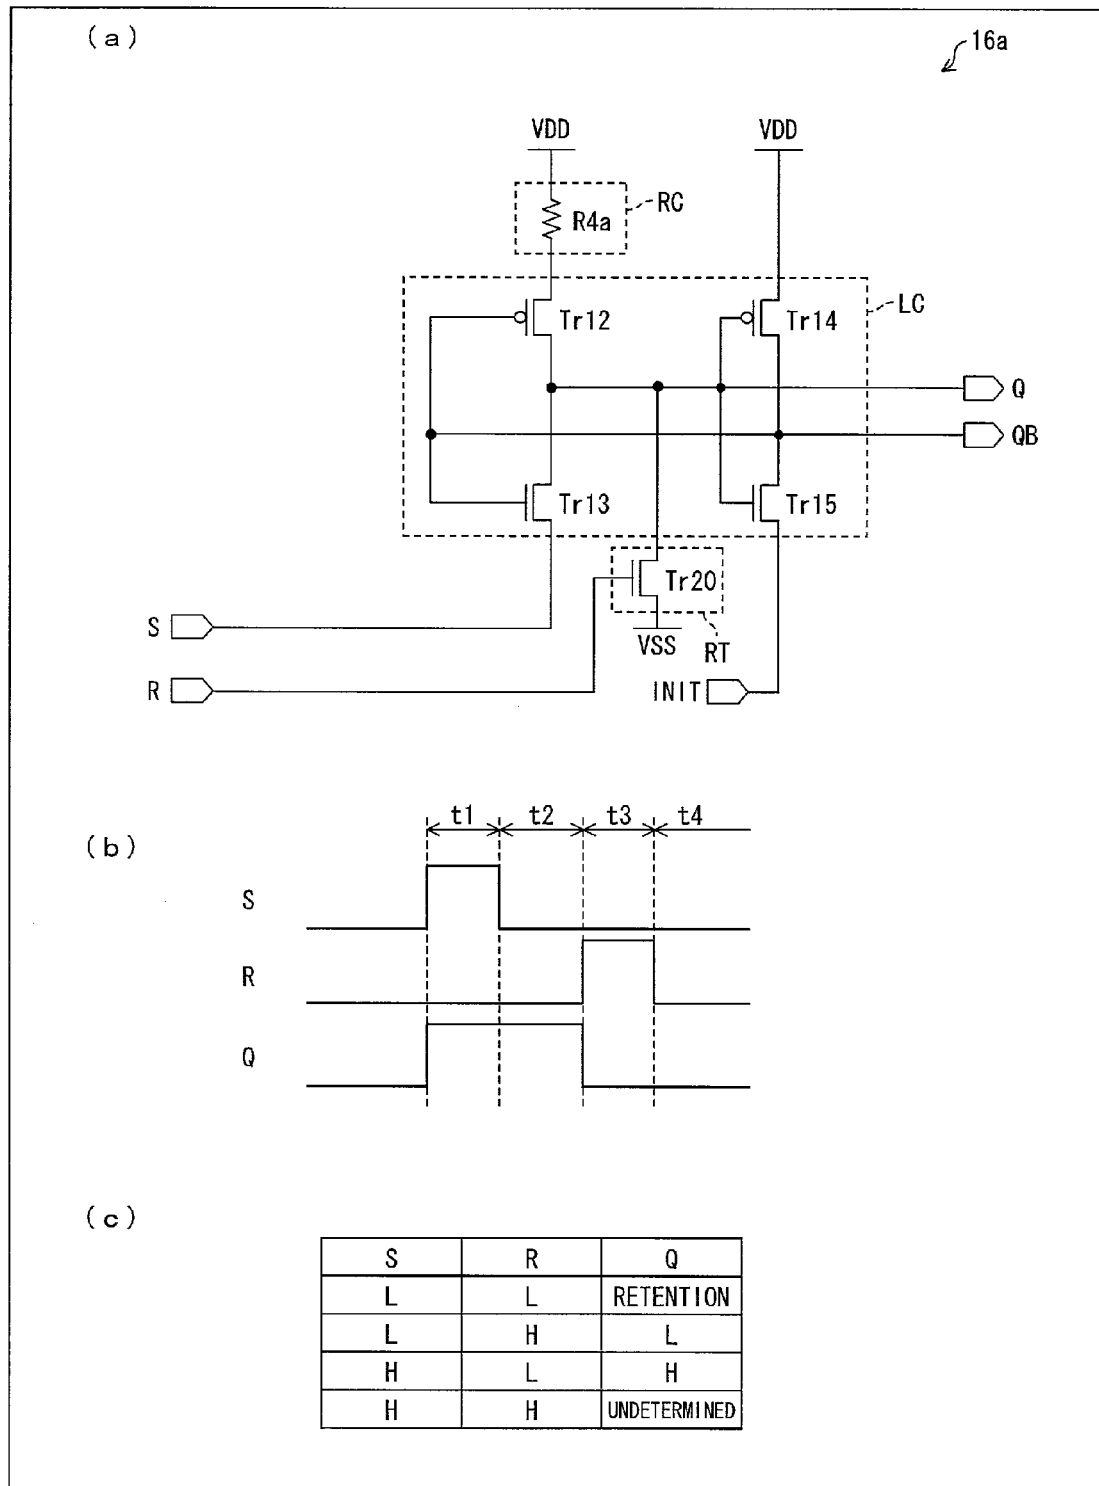 (a)
16a
VDD VDD
R4a RC
LC
Tr12 Tr14
Q
QB
Tr13 Tr15
Tr20
S
VSS RT
R INIT
t1 t2 t3 t4
(b)
S
R
Q
(c)
S R Q
L L RETENTION
L H L
H L H
H H UNDETERMINED